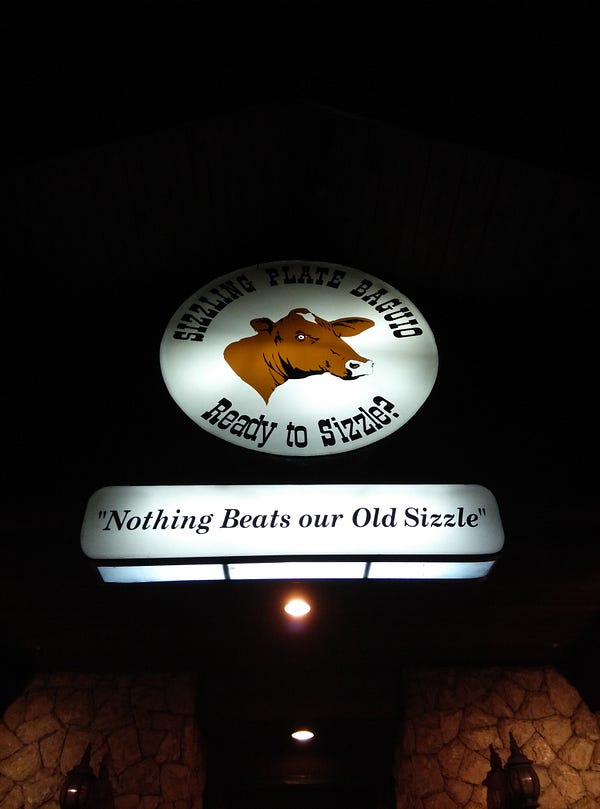 SIZZLING PLATE BAGUIO
Ready to Sizzle?
"Nothing Beats our Old Sizzle"